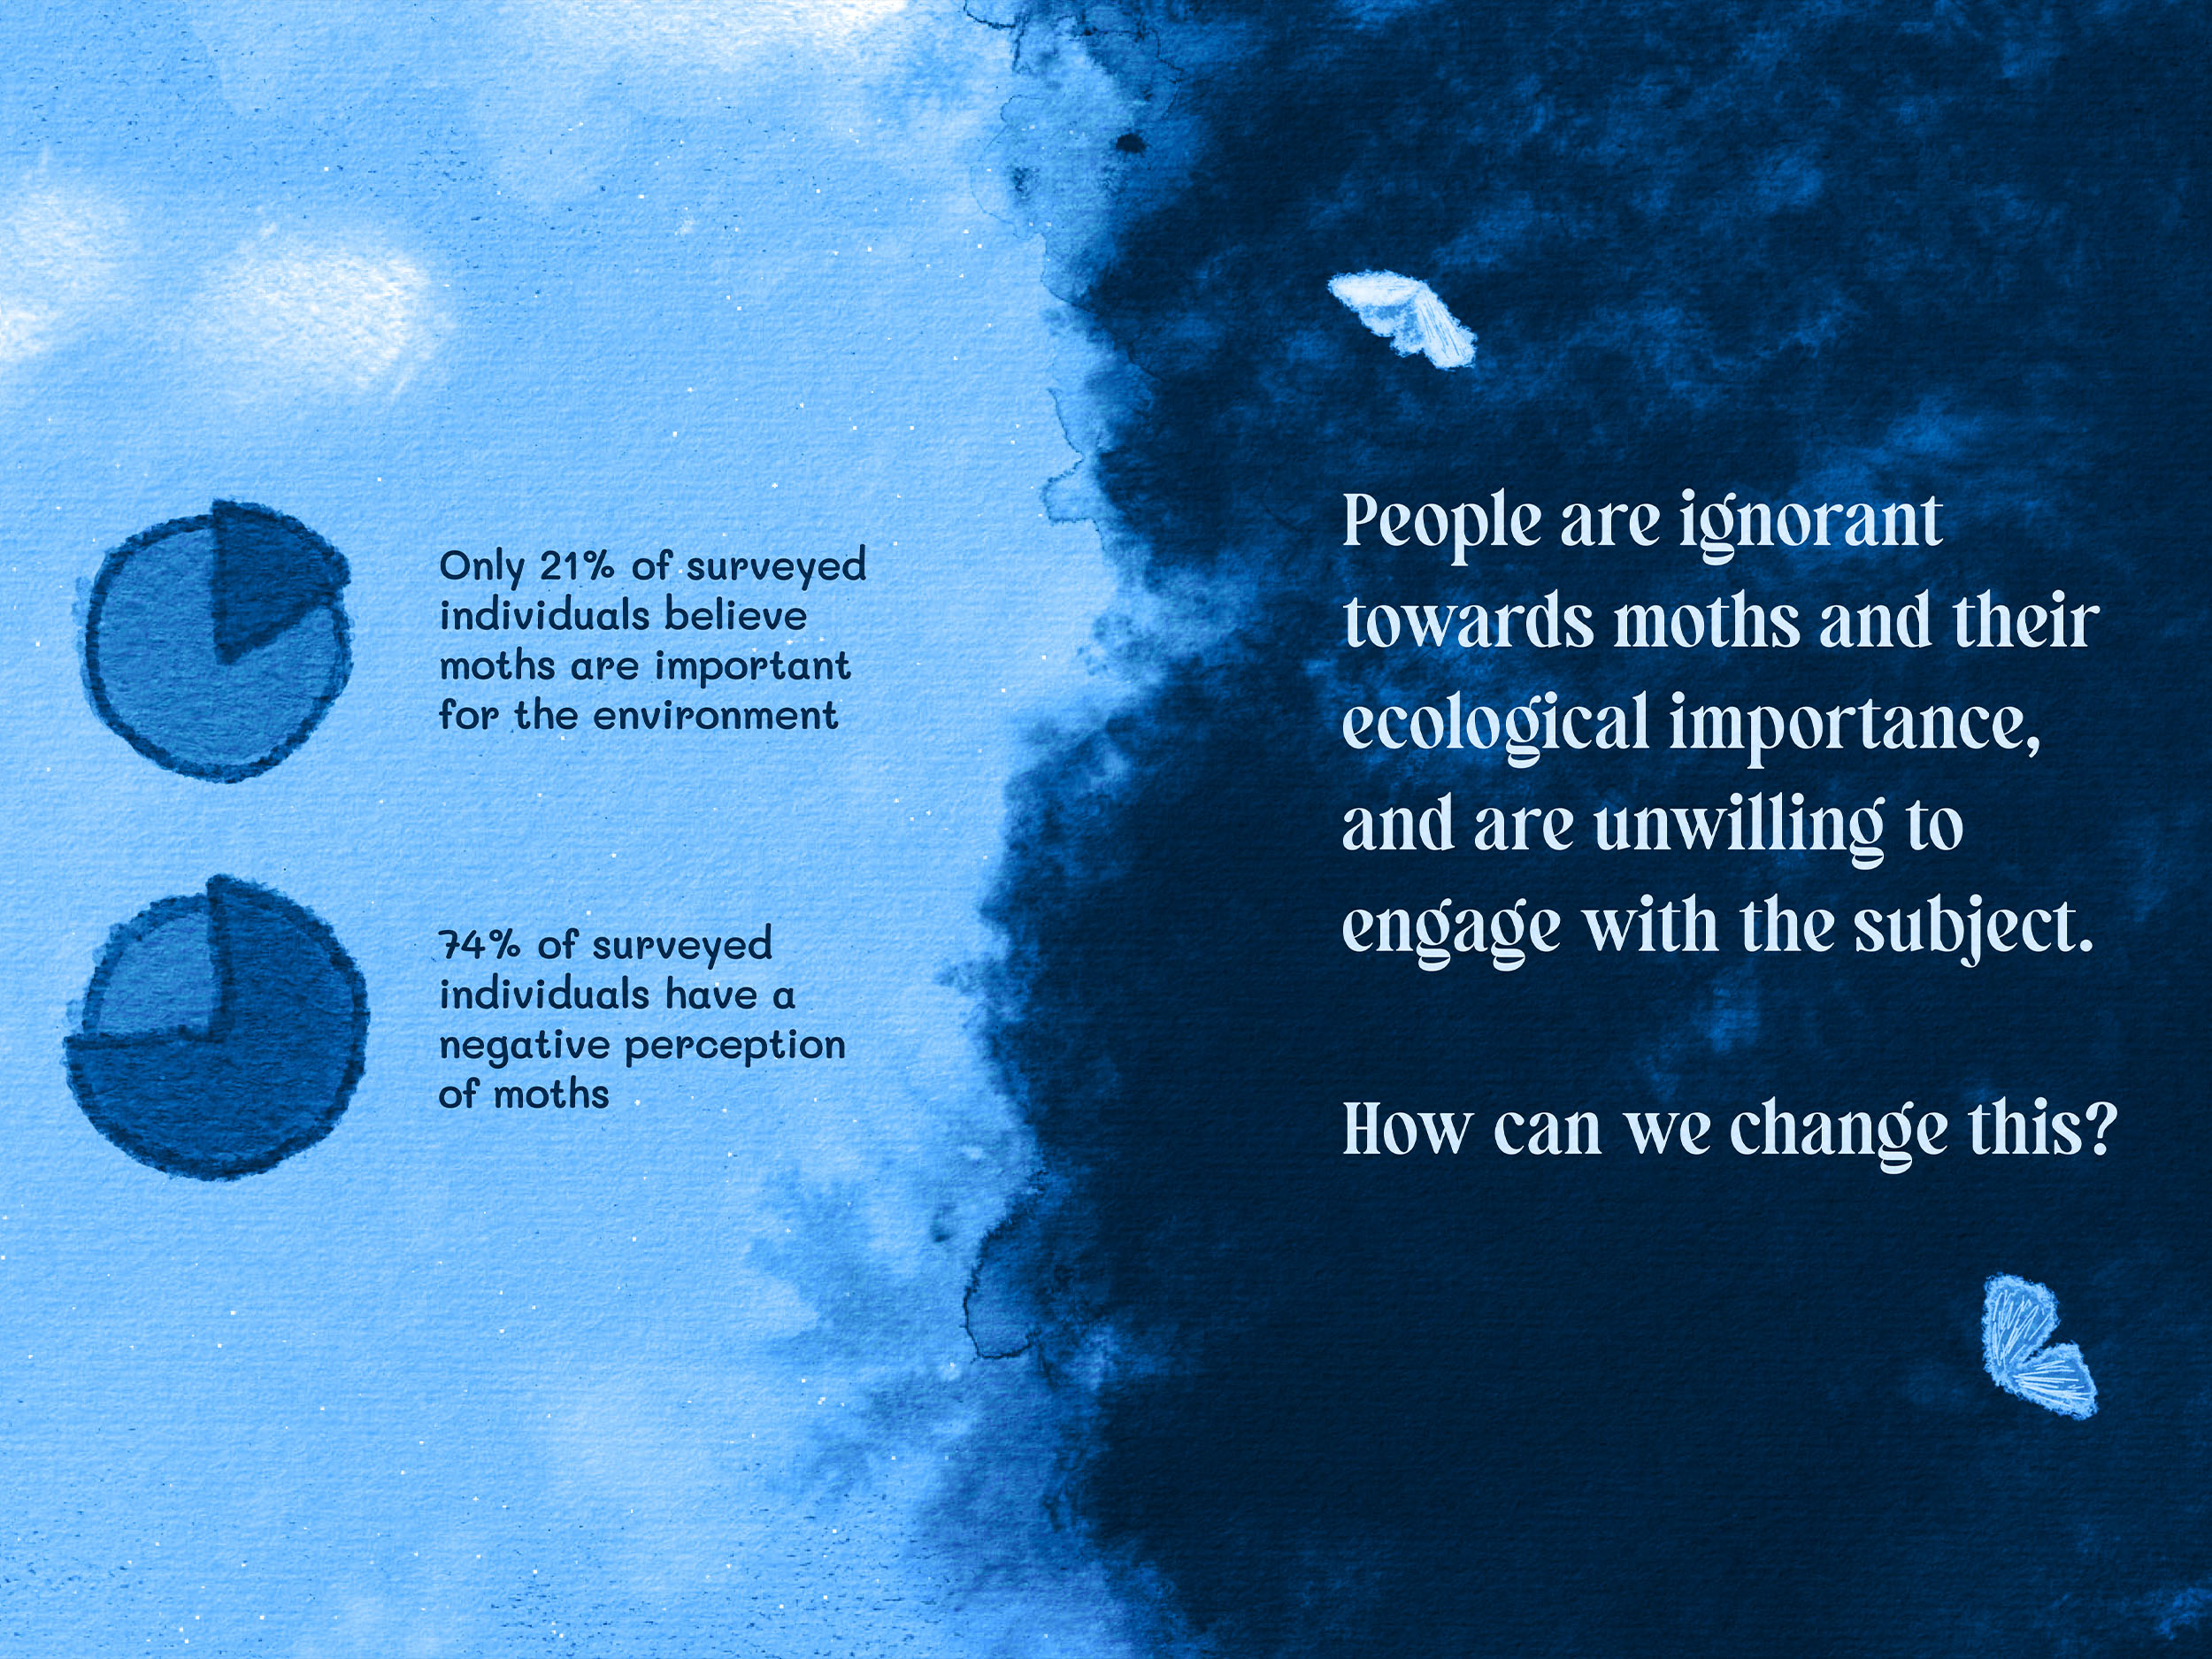 Only 21% of surveyed
individuals believe
moths are important
for the environment
74% of surveyed
individuals have a
negative perception
of moths
People are ignorant
towards moths and their
ecological importance,
and are unwilling to
engage with the subject.
How can we change this?